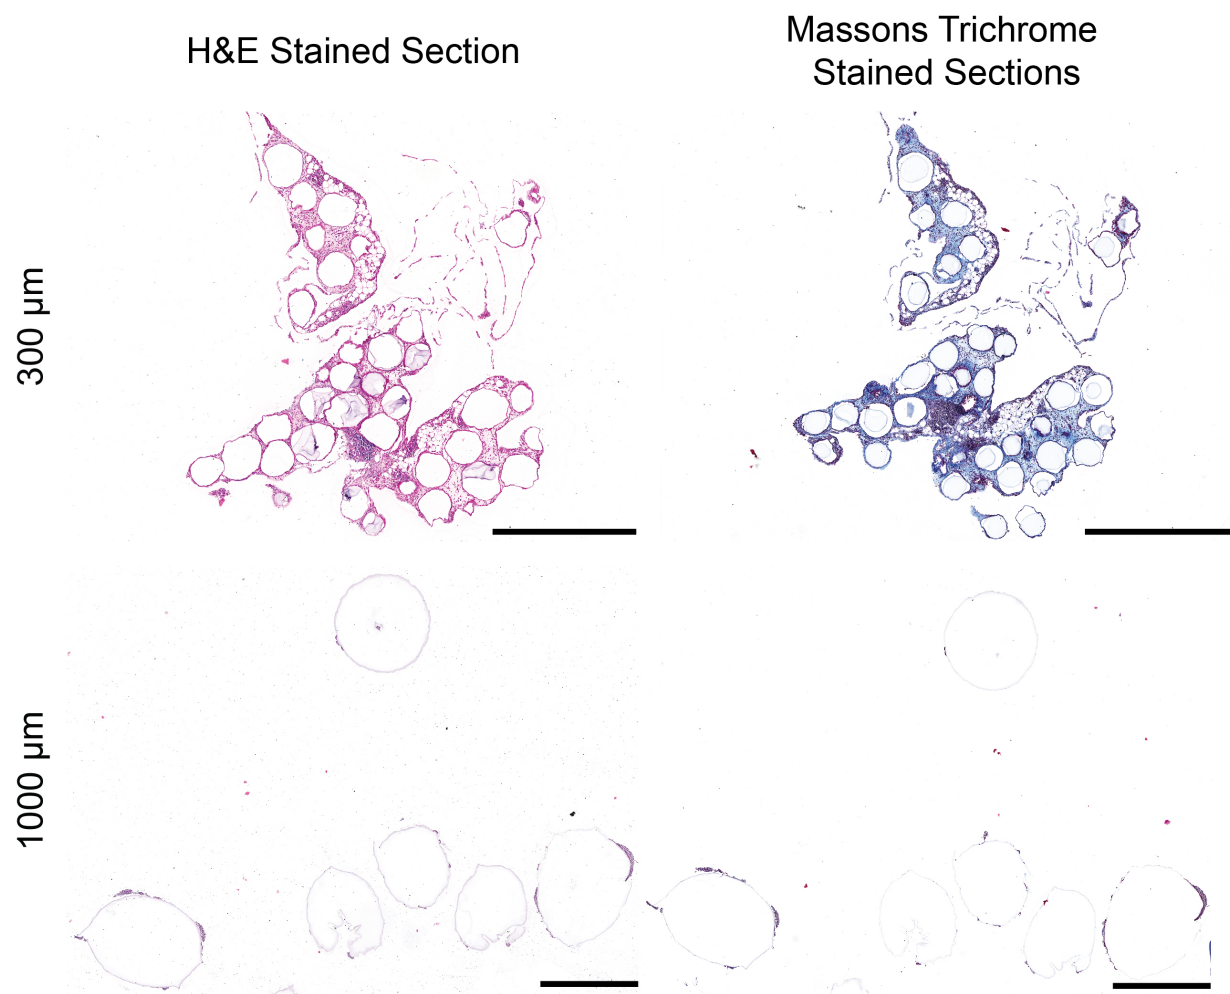 H&E Stained Section
Massons Trichrome
Stained Sections
300 µm
1000 µm